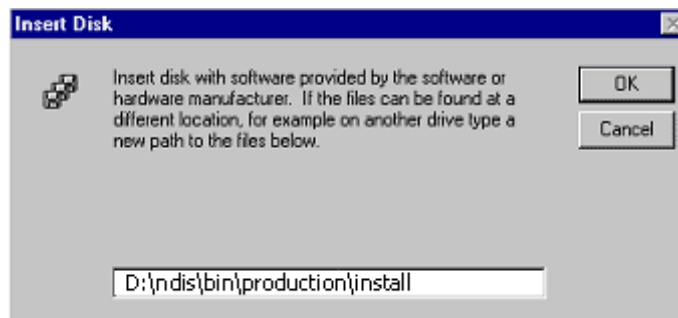 Insert Disk
Insert disk with software provided by the software or
hardware manufacturer. If the files can be found at a
different location, for example on another drive type a
new path to the files below.
OK
Cancel
D:\ndis\bin\production\install